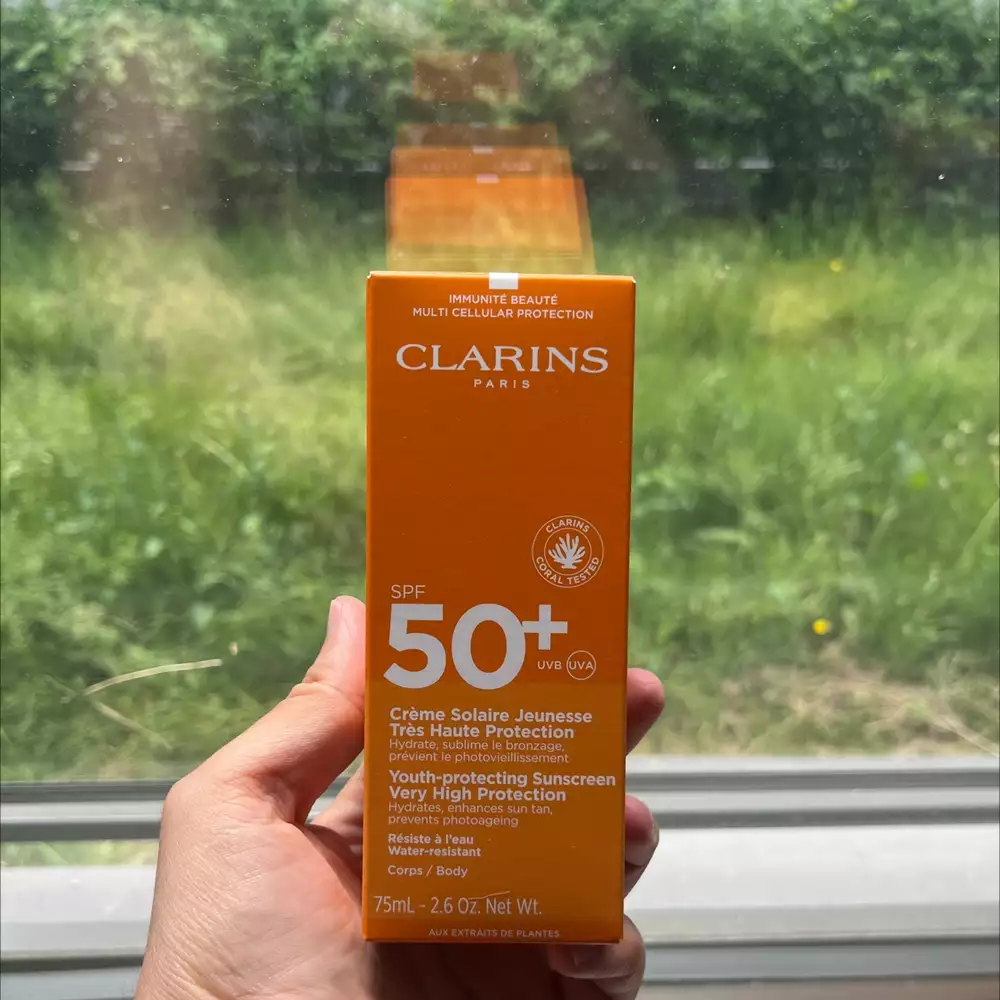 IMMUNITÉ BEAUTÉ
MULTI CELLULAR PROTECTION
CLARINS
PARIS
CLARINS
CORAL TESTED
SPF
50+
UVB UVA
Crème Solaire Jeunesse
Très Haute Protection
Hydrate, sublime le bronzage,
prévient le photovieillissement
Youth-protecting Sunscreen
Very High Protection
Hydrates, enhances sun tan,
prevents photoageing
Résiste à l'eau
Water-resistant
Corps / Body
75mL - 2.6 Oz. Net Wt.
AUX EXTRAITS DE PLANTES